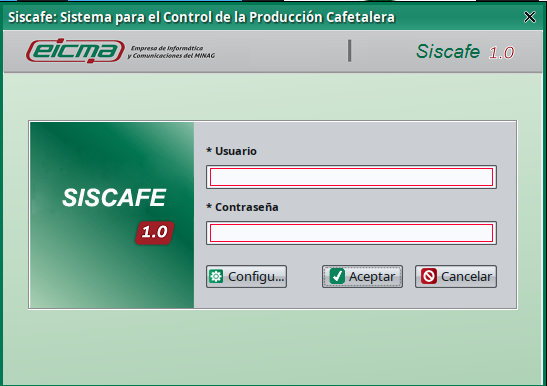 Siscafe: Sistema para el Control de la Producción Cafetalera
eicma
Empresa de Informática
y Comunicaciones del MINAG
Siscafe 1.0
SISCAFE
1.0
* Usuario
* Contraseña
Configu...
Aceptar
Cancelar